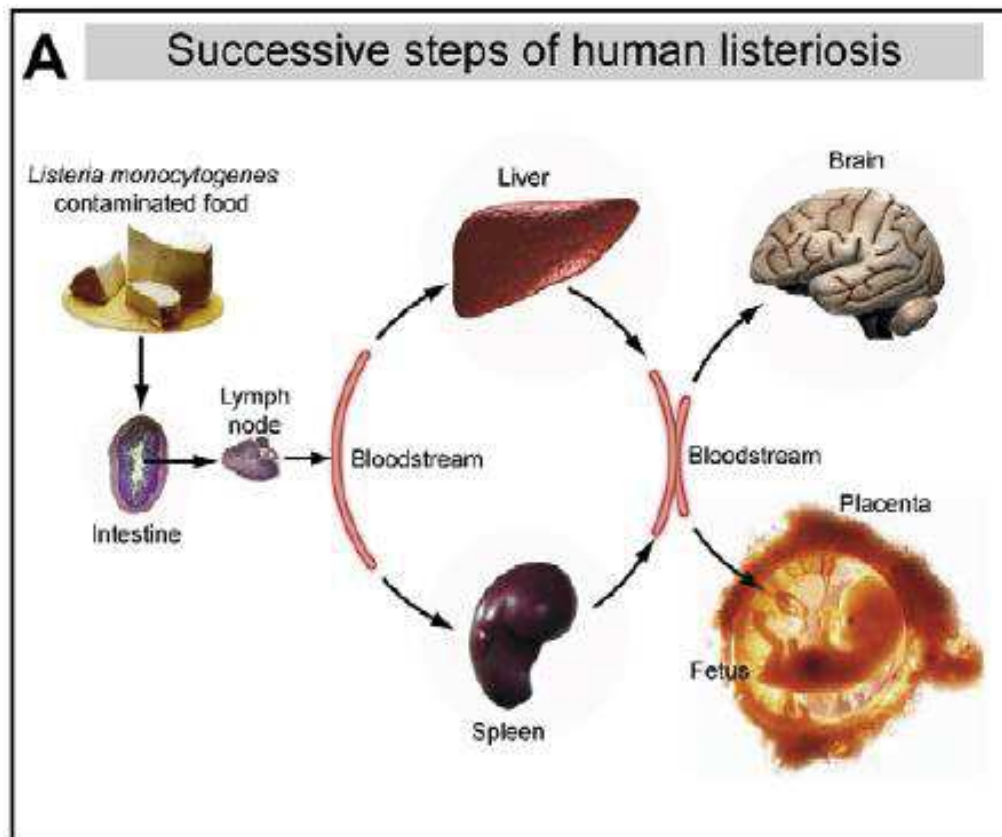 A
Successive steps of human listeriosis
Listeria monocytogenes
contaminated food
Liver
Brain
Lymph
node
Bloodstream
Bloodstream
Intestine
Placenta
Fetus
Spleen